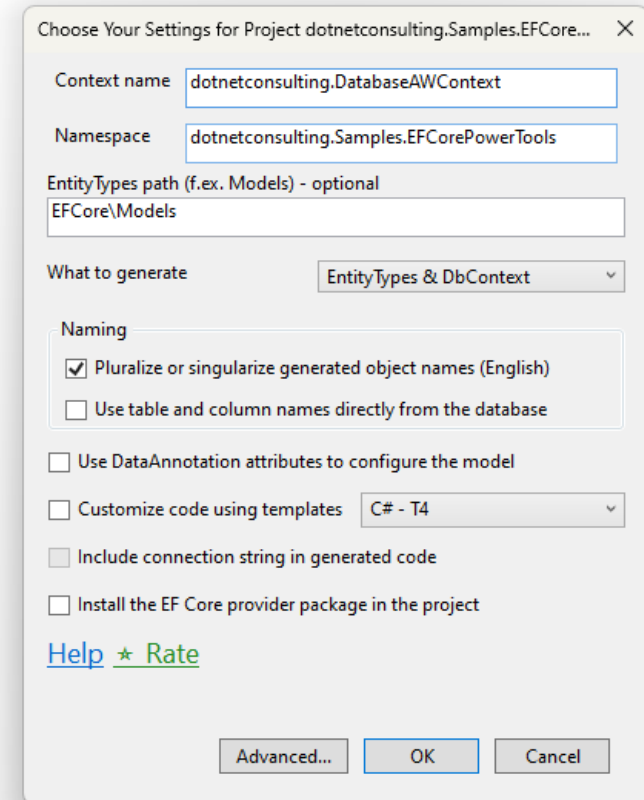 Choose Your Settings for Project dotnetconsulting.Samples.EFCore...
Context name dotnetconsulting.DatabaseAWContext
Namespace dotnetconsulting.Samples.EFCorePowerTools
EntityTypes path (f.ex. Models) - optional
EFCore\Models
What to generate EntityTypes & DbContext
Naming
Pluralize or singularize generated object names (English)
Use table and column names directly from the database
Use DataAnnotation attributes to configure the model
Customize code using templates C# - T4
Include connection string in generated code
Install the EF Core provider package in the project
Help ★ Rate
Advanced... OK Cancel